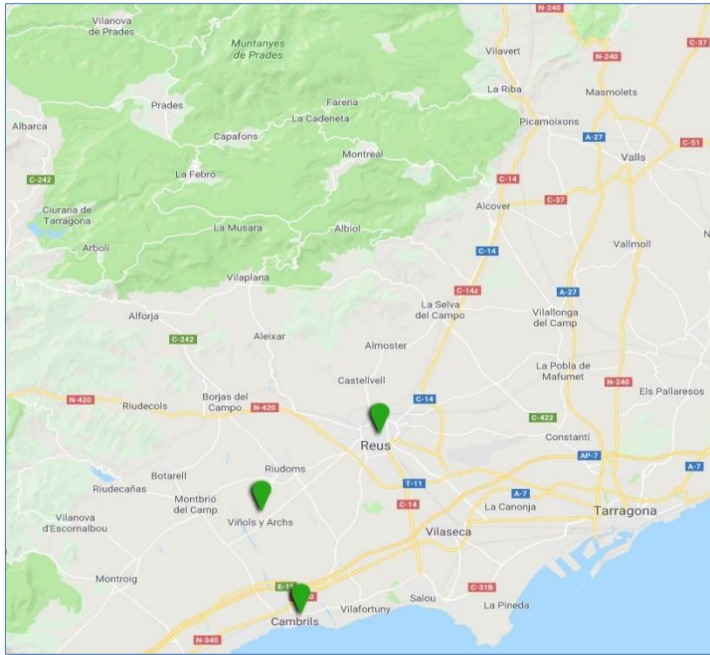 Vilanova
de Prades
N-240
C-37
Muntanyes
de Prades
Vilavert
N-240
La Riba
Masmolets
Prades
Farena
La Cadeneta
Picamoixons
Albarca
Capafons
A-27
C-51
Montreal
Valls
C-242
La Febró
C-14
C-37
Alcover
Ciurana de
Tarragona
La Musara
Albiol
Arbolí
Vallmoll
C-14
Vilaplana
C-14z
A-27
La Selva
del Campo
Alforja
Vilallonga
del Camp
C-242
Aleixar
Almoster
La Pobla de
Mafumet
Castellvell
N-240
Els Pallaresos
N-420
Riudecols
Borjas del
Campo
N-420
C-14
C-422
Constantí
Reus
AP-7
A-7
Riudoms
Botarell
Riudecañas
T-11
A-7
Montbrió
del Camp
C-14
La Canonja
Tarragona
Vilanova
d'Escornalbou
Viñols y Archs
Vilaseca
Montroig
C-31B
Salou
La Pineda
Vilafortuny
Cambrils
N-340